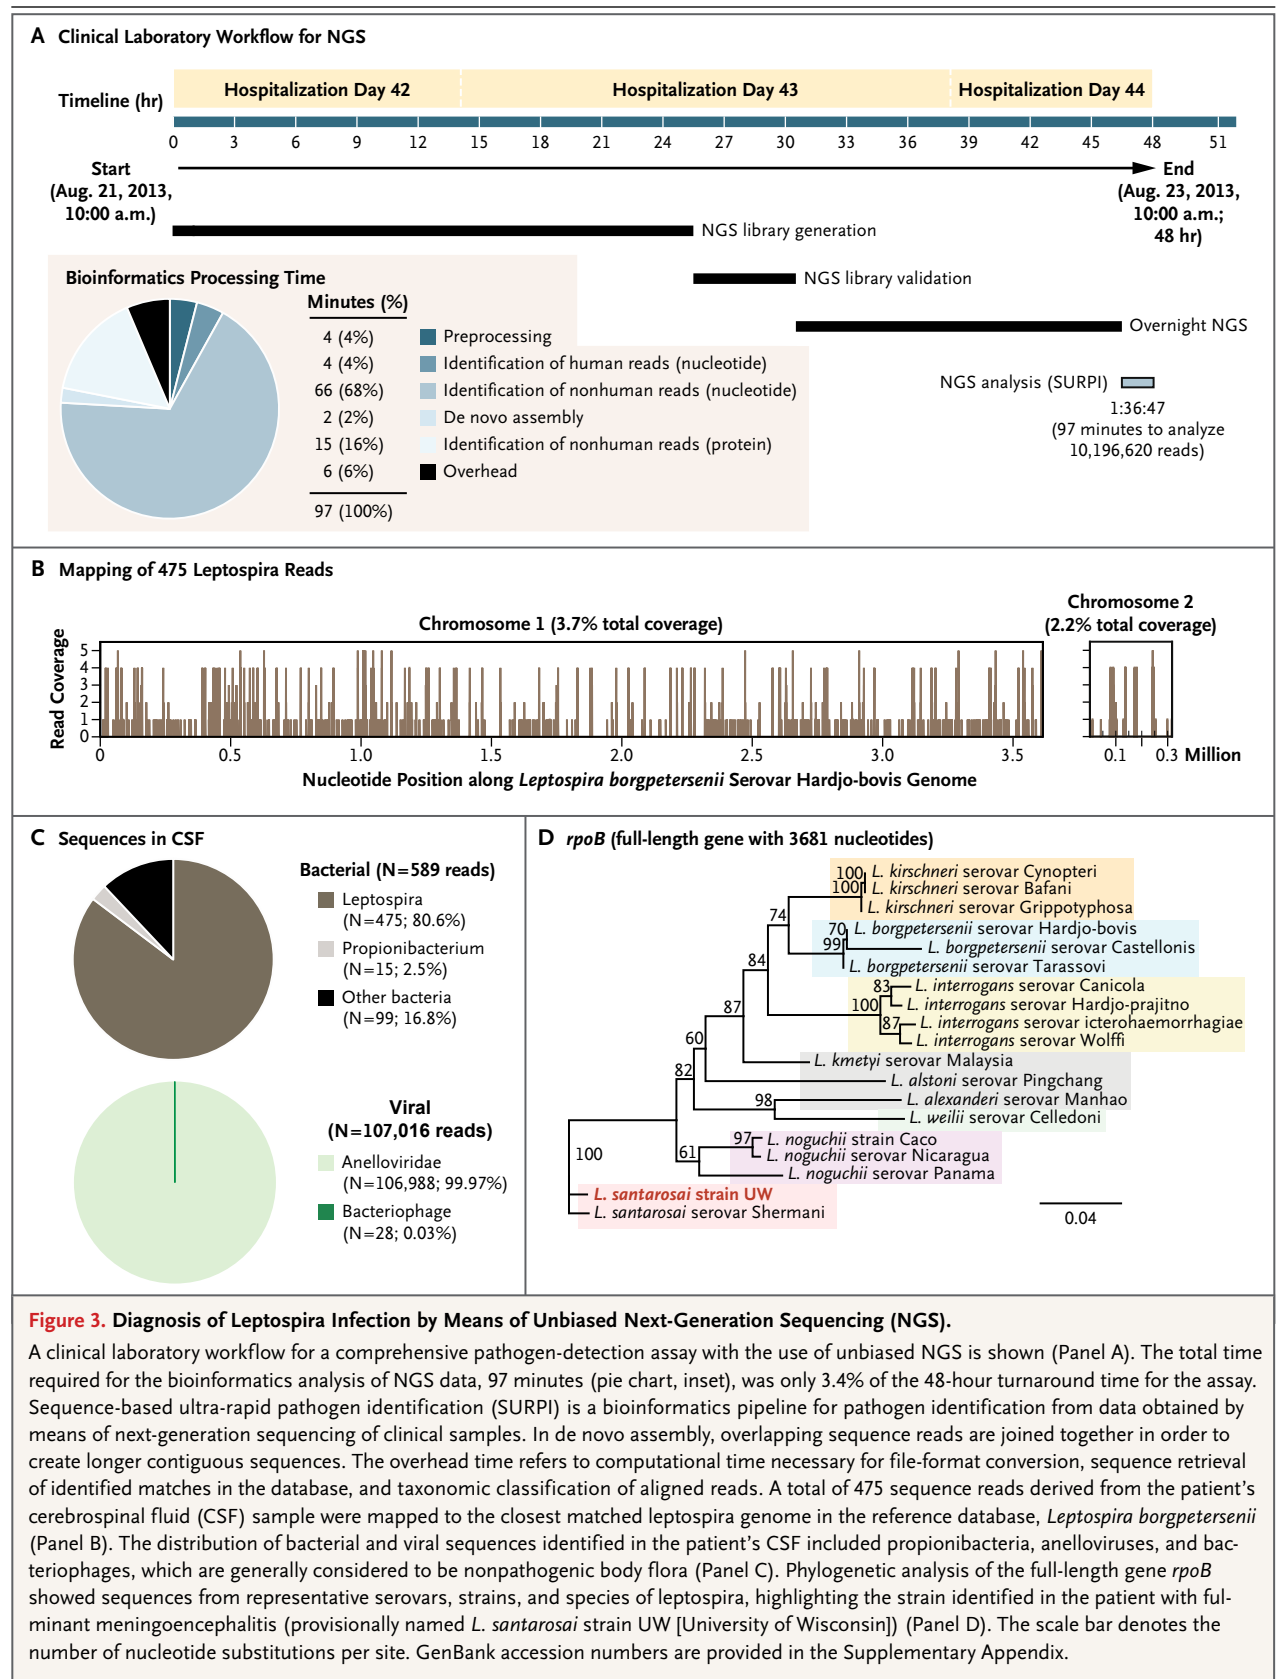 A Clinical Laboratory Workflow for NGS
Hospitalization Day 42 Hospitalization Day 43 Hospitalization Day 44
Timeline (hr)
0 3 6 9 12 15 18 21 24 27 30 33 36 39 42 45 48 51
Start
(Aug. 21, 2013,
10:00 a.m.)
End
(Aug. 23, 2013,
10:00 a.m.;
48 hr)
NGS library generation
NGS library validation
Overnight NGS
NGS analysis (SURPI)
1:36:47
(97 minutes to analyze
10,196,620 reads)
Bioinformatics Processing Time
Minutes (%)
4 (4%) Preprocessing
4 (4%) Identification of human reads (nucleotide)
66 (68%) Identification of nonhuman reads (nucleotide)
2 (2%) De novo assembly
15 (16%) Identification of nonhuman reads (protein)
6 (6%) Overhead
97 (100%)
B Mapping of 475 Leptospira Reads
Chromosome 1 (3.7% total coverage)
Chromosome 2
(2.2% total coverage)
Read Coverage
5
4
3
2
1
0
0 0.5 1.0 1.5 2.0 2.5 3.0 3.5 0.1 0.3 Million
Nucleotide Position along Leptospira borgpetersenii Serovar Hardjo-bovis Genome
C Sequences in CSF
Bacterial (N=589 reads)
Leptospira
(N=475; 80.6%)
Propionibacterium
(N=15; 2.5%)
Other bacteria
(N=99; 16.8%)
Viral
(N=107,016 reads)
Anelloviridae
(N=106,988; 99.97%)
Bacteriophage
(N=28; 0.03%)
D rpoB (full-length gene with 3681 nucleotides)
100 L. kirschneri serovar Cynopteri
100 L. kirschneri serovar Bafani
L. kirschneri serovar Grippotyphosa
74
70 L. borgpetersenii serovar Hardjo-bovis
99 L. borgpetersenii serovar Castellonis
L. borgpetersenii serovar Tarassovi
84
83 L. interrogans serovar Canicola
100 L. interrogans serovar Hardjo-prajitno
87 L. interrogans serovar icterohaemorrhagiae
L. interrogans serovar Wolffi
87
60
L. kmetyi serovar Malaysia
82
L. alstoni serovar Pingchang
98 L. alexanderi serovar Manhao
L. weilii serovar Celledoni
97 L. noguchii strain Caco
61 L. noguchii serovar Nicaragua
L. noguchii serovar Panama
100
L. santarosai strain UW
L. santarosai serovar Shermani
0.04
Figure 3. Diagnosis of Leptospira Infection by Means of Unbiased Next-Generation Sequencing (NGS).
A clinical laboratory workflow for a comprehensive pathogen-detection assay with the use of unbiased NGS is shown (Panel A). The total time
required for the bioinformatics analysis of NGS data, 97 minutes (pie chart, inset), was only 3.4% of the 48-hour turnaround time for the assay.
Sequence-based ultra-rapid pathogen identification (SURPI) is a bioinformatics pipeline for pathogen identification from data obtained by
means of next-generation sequencing of clinical samples. In de novo assembly, overlapping sequence reads are joined together in order to
create longer contiguous sequences. The overhead time refers to computational time necessary for file-format conversion, sequence retrieval
of identified matches in the database, and taxonomic classification of aligned reads. A total of 475 sequence reads derived from the patient's
cerebrospinal fluid (CSF) sample were mapped to the closest matched leptospira genome in the reference database, Leptospira borgpetersenii
(Panel B). The distribution of bacterial and viral sequences identified in the patient's CSF included propionibacteria, anelloviruses, and bac-
teriophages, which are generally considered to be nonpathogenic body flora (Panel C). Phylogenetic analysis of the full-length gene rpoB
showed sequences from representative serovars, strains, and species of leptospira, highlighting the strain identified in the patient with ful-
minant meningoencephalitis (provisionally named L. santarosai strain UW [University of Wisconsin]) (Panel D). The scale bar denotes the
number of nucleotide substitutions per site. GenBank accession numbers are provided in the Supplementary Appendix.